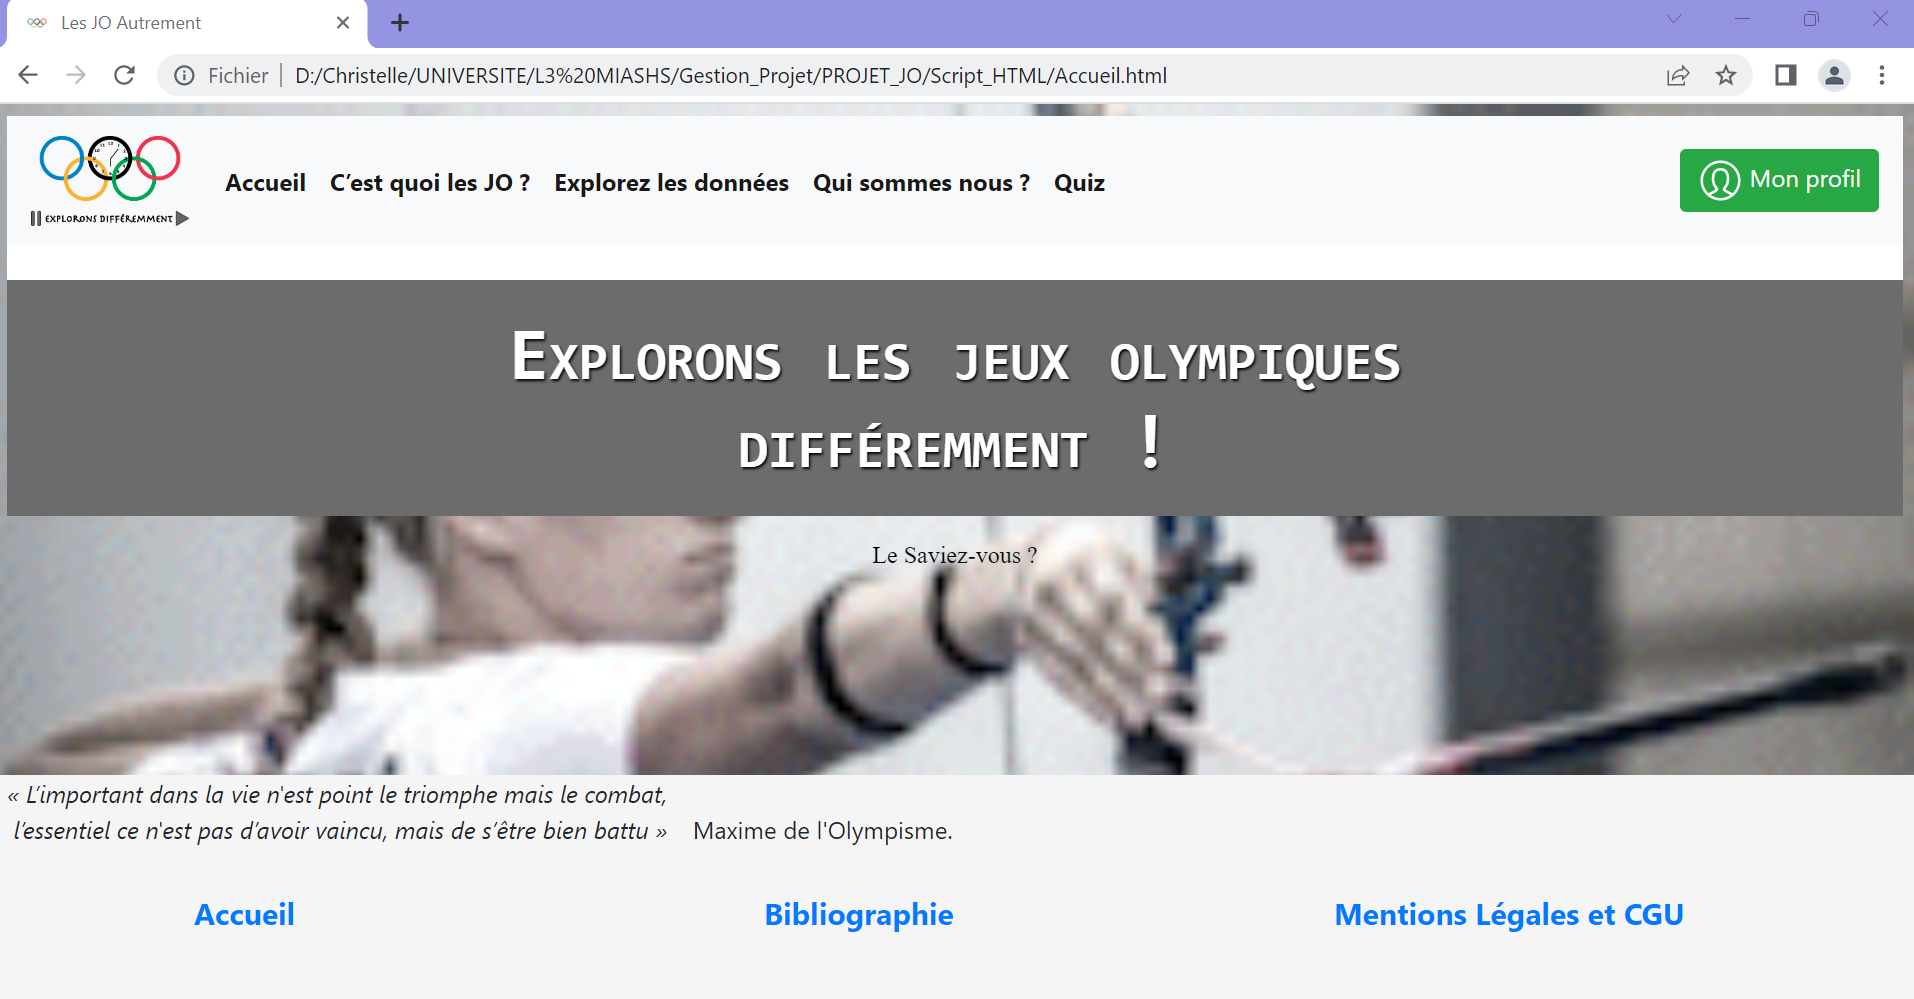 Les JO Autrement
Fichier D:/Christelle/UNIVERSITE/L3%20MIASHS/Gestion_Projet/PROJET_JO/Script_HTML/Accueil.html
EXPLORONS DIFFÉREMMENT
Accueil C’est quoi les JO ? Explorez les données Qui sommes nous ? Quiz
Mon profil
Explorons les jeux olympiques
différemment !
Le Saviez-vous ?
« L’important dans la vie n'est point le triomphe mais le combat,
l’essentiel ce n'est pas d’avoir vaincu, mais de s’être bien battu » Maxime de l'Olympisme.
Accueil Bibliographie Mentions Légales et CGU